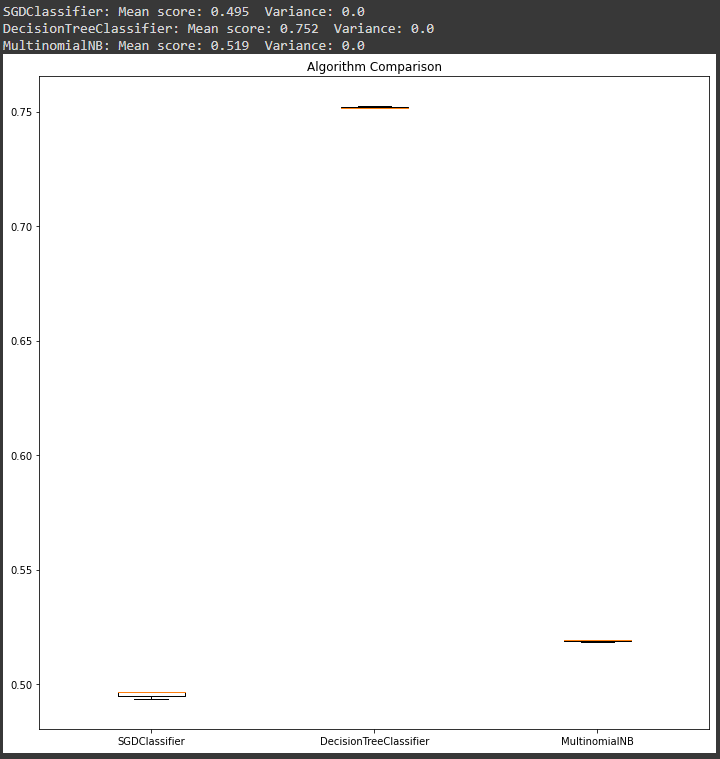 SGDClassifier: Mean score: 0.495  Variance: 0.0
DecisionTreeClassifier: Mean score: 0.752  Variance: 0.0
MultinomialNB: Mean score: 0.519  Variance: 0.0
Algorithm Comparison
0.75
0.70
0.65
0.60
0.55
0.50
SGDClassifier DecisionTreeClassifier MultinomialNB